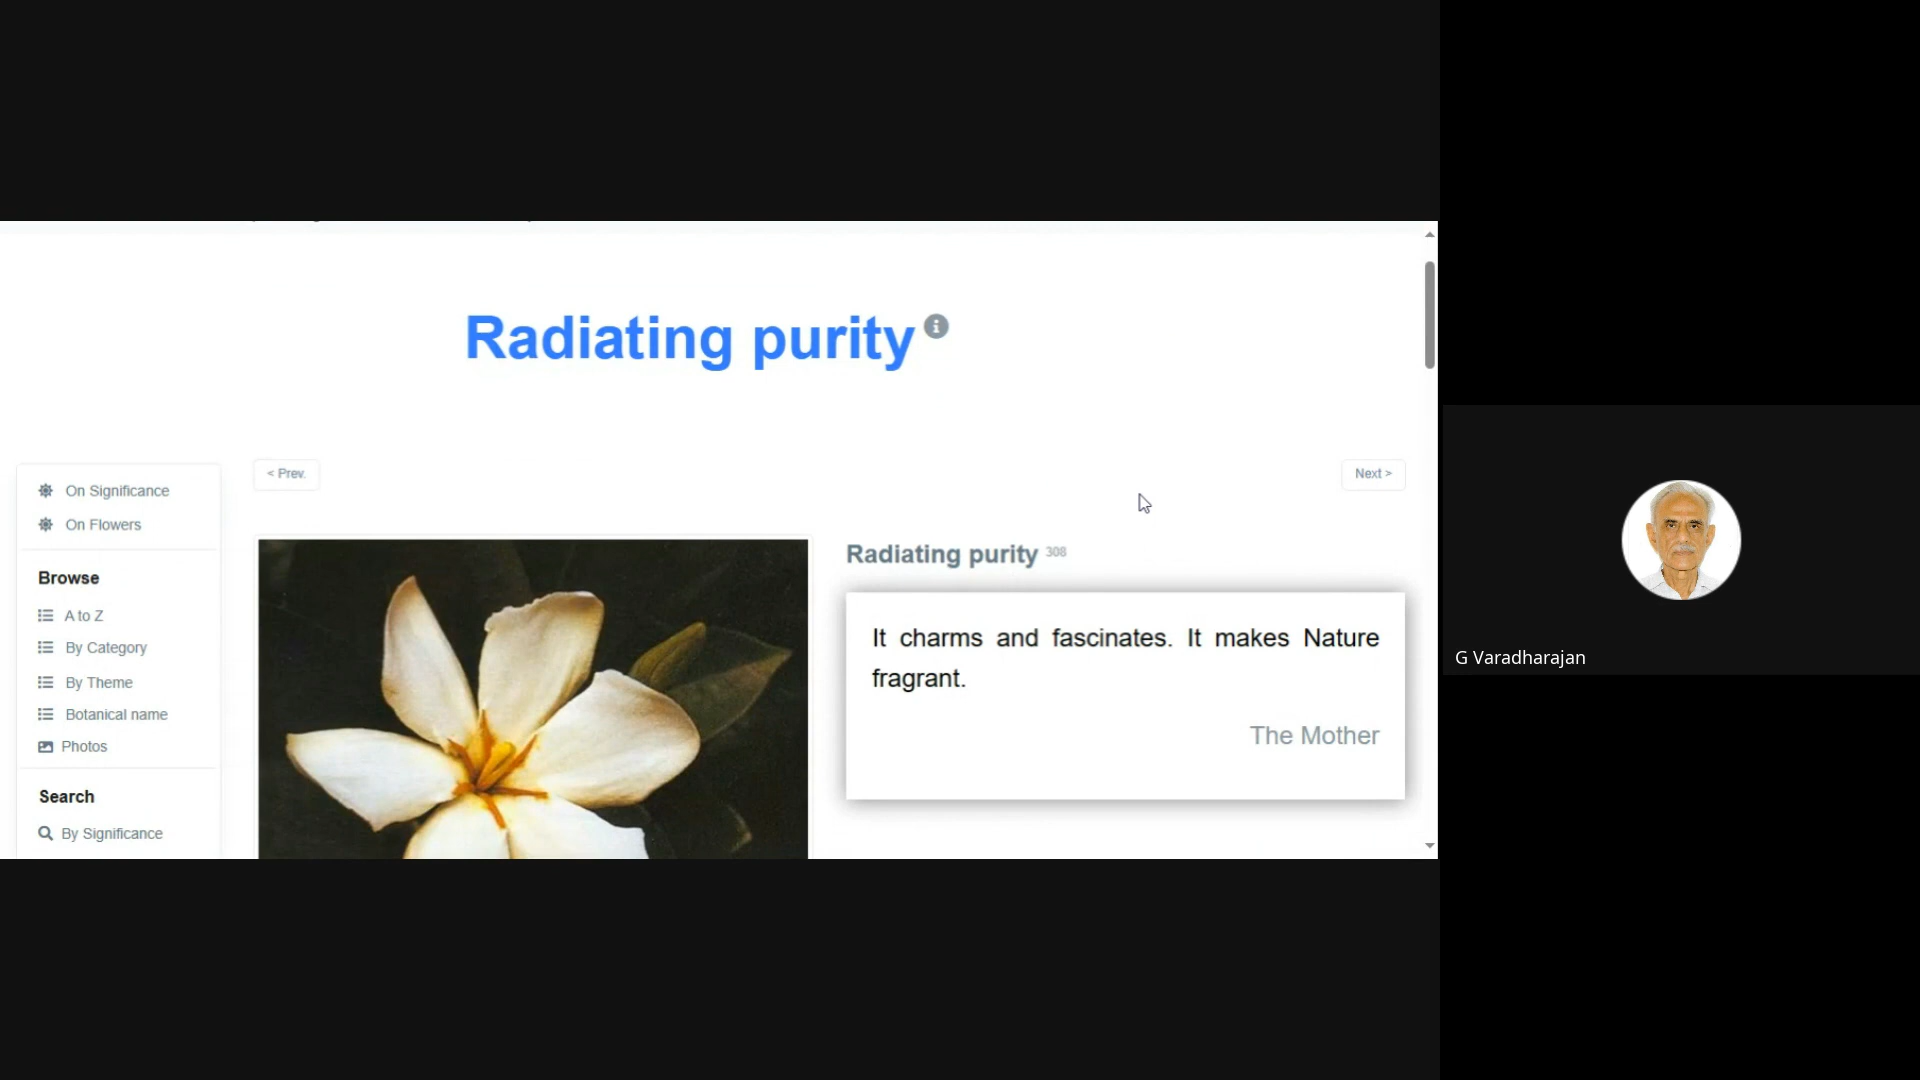 Radiating purity
< Prev.
Next >
On Significance
On Flowers
Browse
A to Z
By Category
By Theme
Botanical name
Photos
Search
By Significance
Radiating purity 308
It charms and fascinates. It makes Nature
fragrant.
The Mother
G Varadharajan